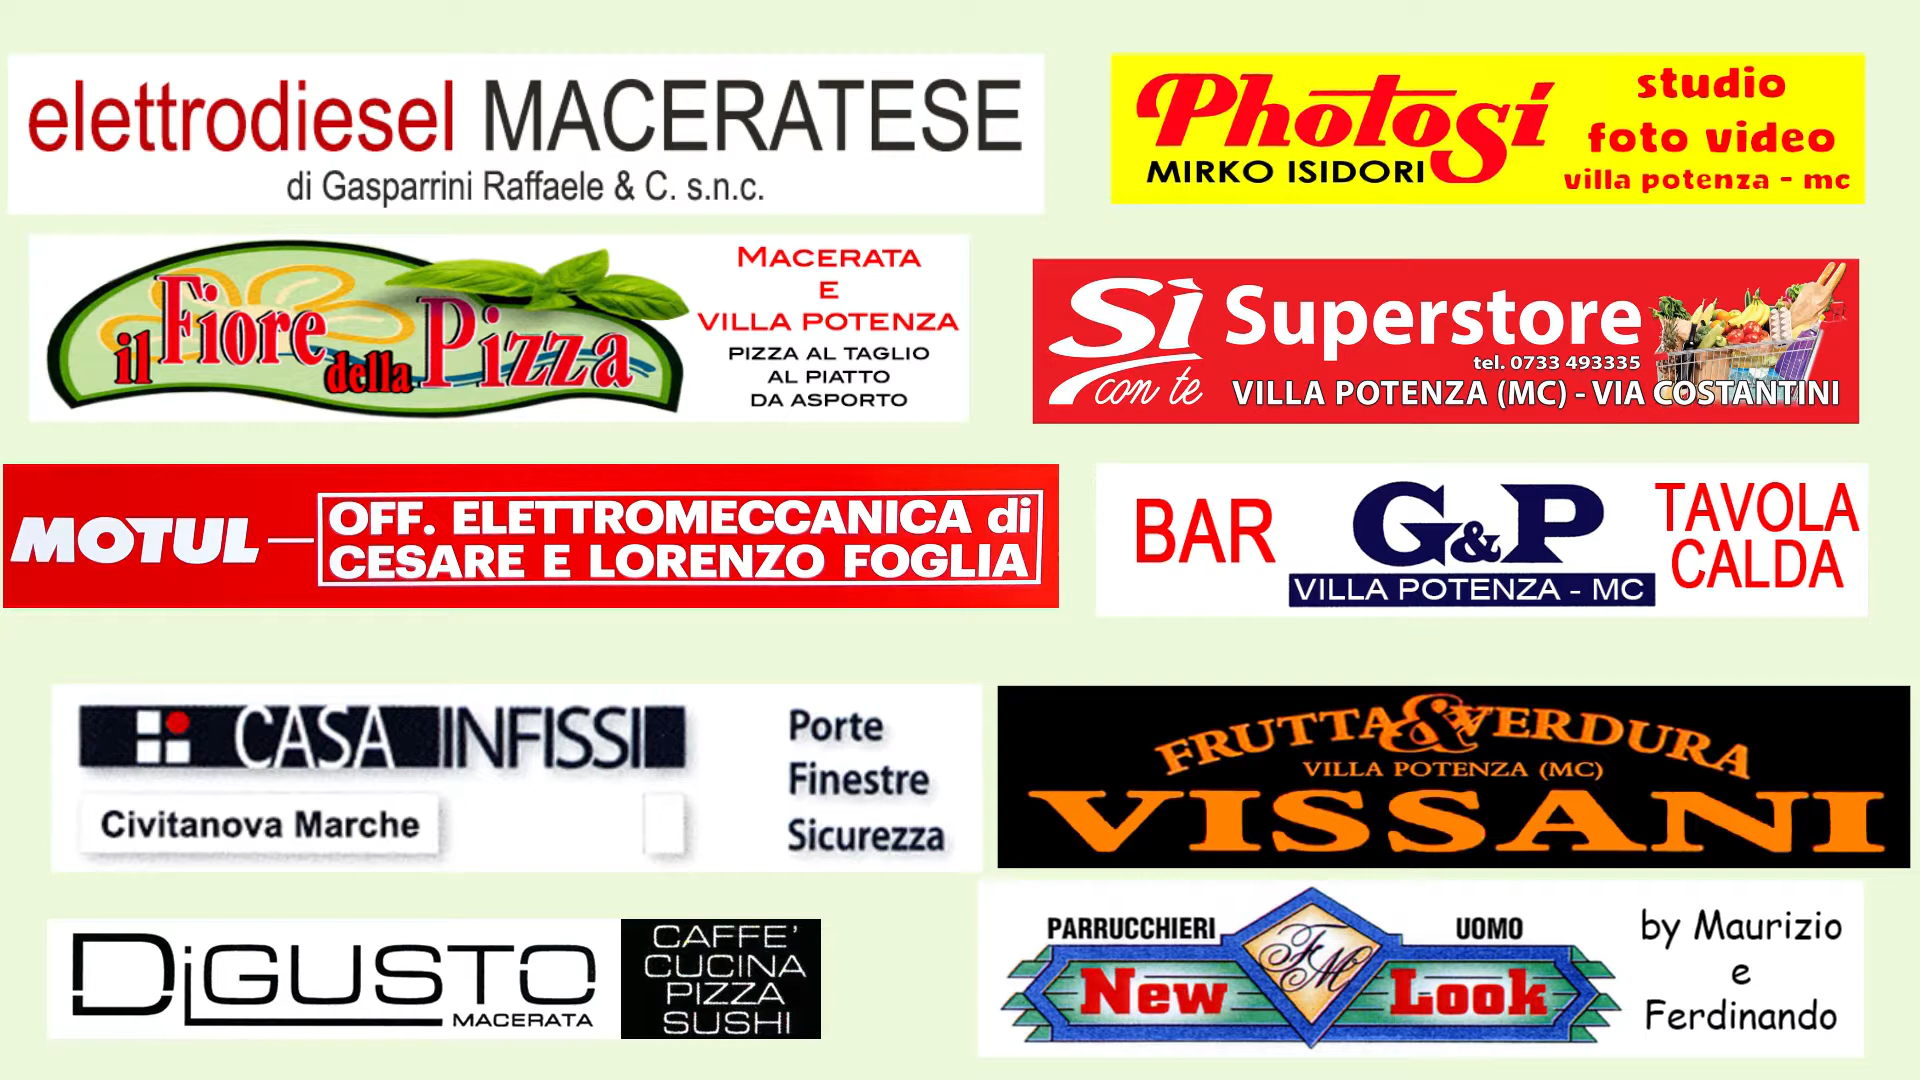 elettrodiesel MACERATESE
di Gasparrini Raffaele & C. s.n.c.
PhotoSí
MIRKO ISIDORI
studio
foto video
villa potenza - mc
il Fiore della Pizza
MACERATA
E
VILLA POTENZA
PIZZA AL TAGLIO
AL PIATTO
DA ASPORTO
Sì
con te
Superstore
tel. 0733 493335
VILLA POTENZA (MC) - VIA COSTANTINI
MOTUL
OFF. ELETTROMECCANICA di
CESARE E LORENZO FOGLIA
BAR
G&P
VILLA POTENZA - MC
TAVOLA
CALDA
CASA INFISSI
Civitanova Marche
Porte
Finestre
Sicurezza
FRUTTA & VERDURA
VILLA POTENZA (MC)
VISSANI
DiGUSTO
MACERATA
CAFFE'
CUCINA
PIZZA
SUSHI
PARRUCCHIERI UOMO
New FM Look
by Maurizio
e
Ferdinando